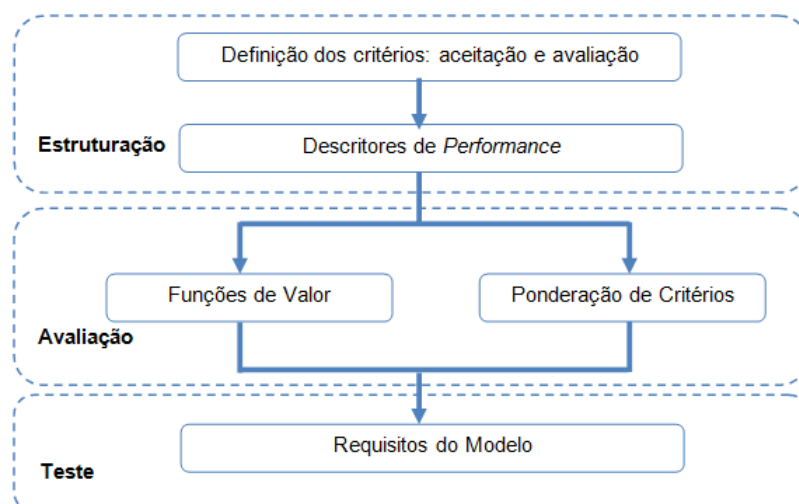 Definição dos critérios: aceitação e avaliação
Estruturação
Descritores de Performance
Funções de Valor
Ponderação de Critérios
Avaliação
Requisitos do Modelo
Teste